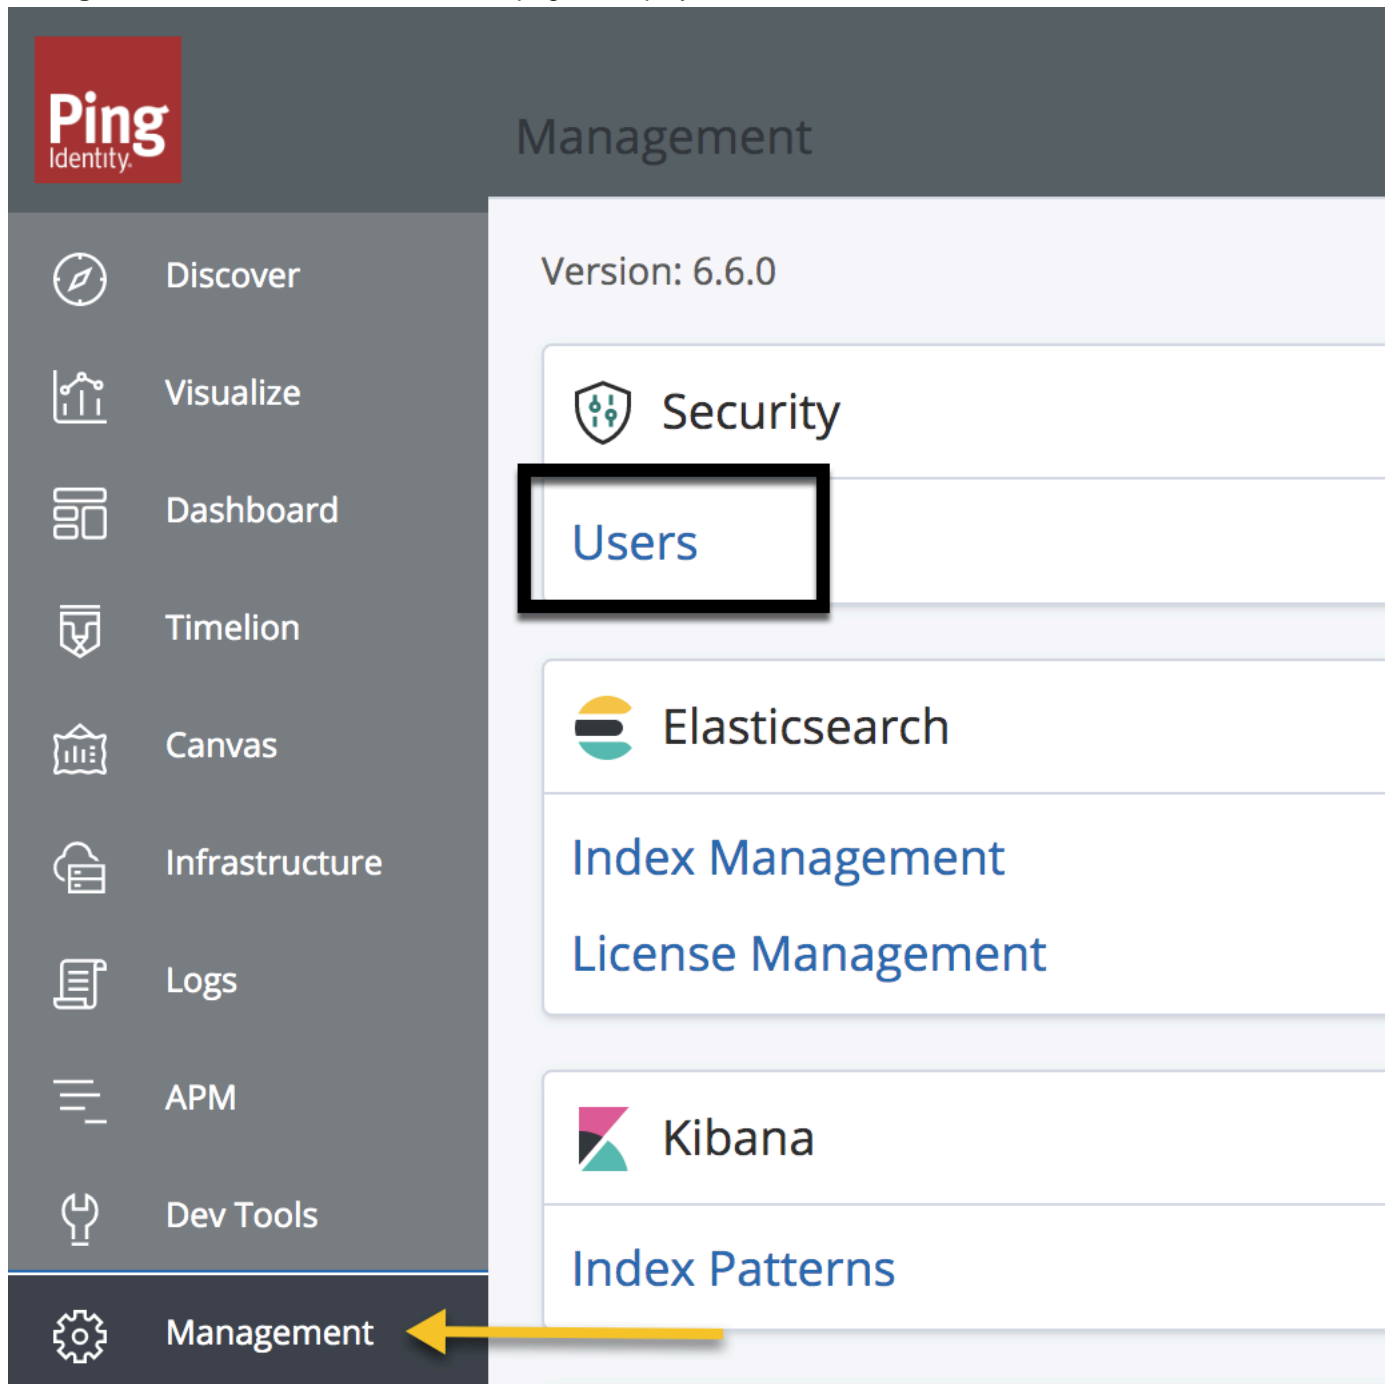 Ping
Identity.
Management
Discover
Visualize
Dashboard
Timelion
Canvas
Infrastructure
Logs
APM
Dev Tools
Management
Version: 6.6.0
Security
Users
Elasticsearch
Index Management
License Management
Kibana
Index Patterns